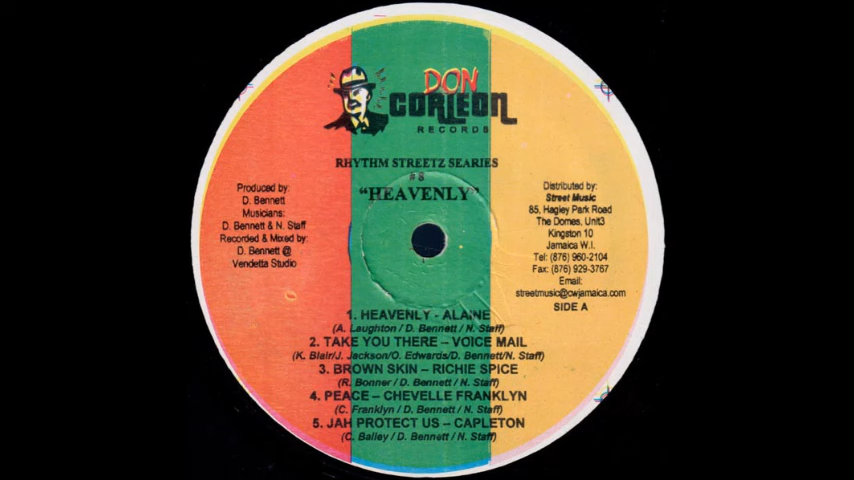 DON
CORLEON
RECORDS
RHYTHM STREETZ SEARIES
#8
"HEAVENLY"
Produced by:
D. Bennett
Musicians:
D. Bennett & N. Staff
Recorded & Mixed by:
D. Bennett @
Vendetta Studio
Distributed by:
Street Music
85, Hagley Park Road
The Domes, Unit3
Kingston 10
Jamaica W.I.
Tel: (876) 960-2104
Fax: (876) 929-3767
Email:
streetmusic@cwjamaica.com
SIDE A
1. HEAVENLY - ALAINE
(A. Laughton / D. Bennett / N. Staff)
2. TAKE YOU THERE – VOICE MAIL
(K. Blair/J. Jackson/O. Edwards/D. Bennett/N. Staff)
3. BROWN SKIN – RICHIE SPICE
(R. Bonner / D. Bennett / N. Staff)
4. PEACE – CHEVELLE FRANKLYN
(C. Franklyn / D. Bennett / N. Staff)
5. JAH PROTECT US – CAPLETON
(C. Bailey / D. Bennett / N. Staff)